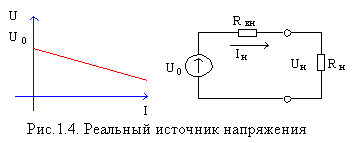 U
U 0
I
R вн
I н
U 0
U н
R н
Рис.1.4. Реальный источник напряжения